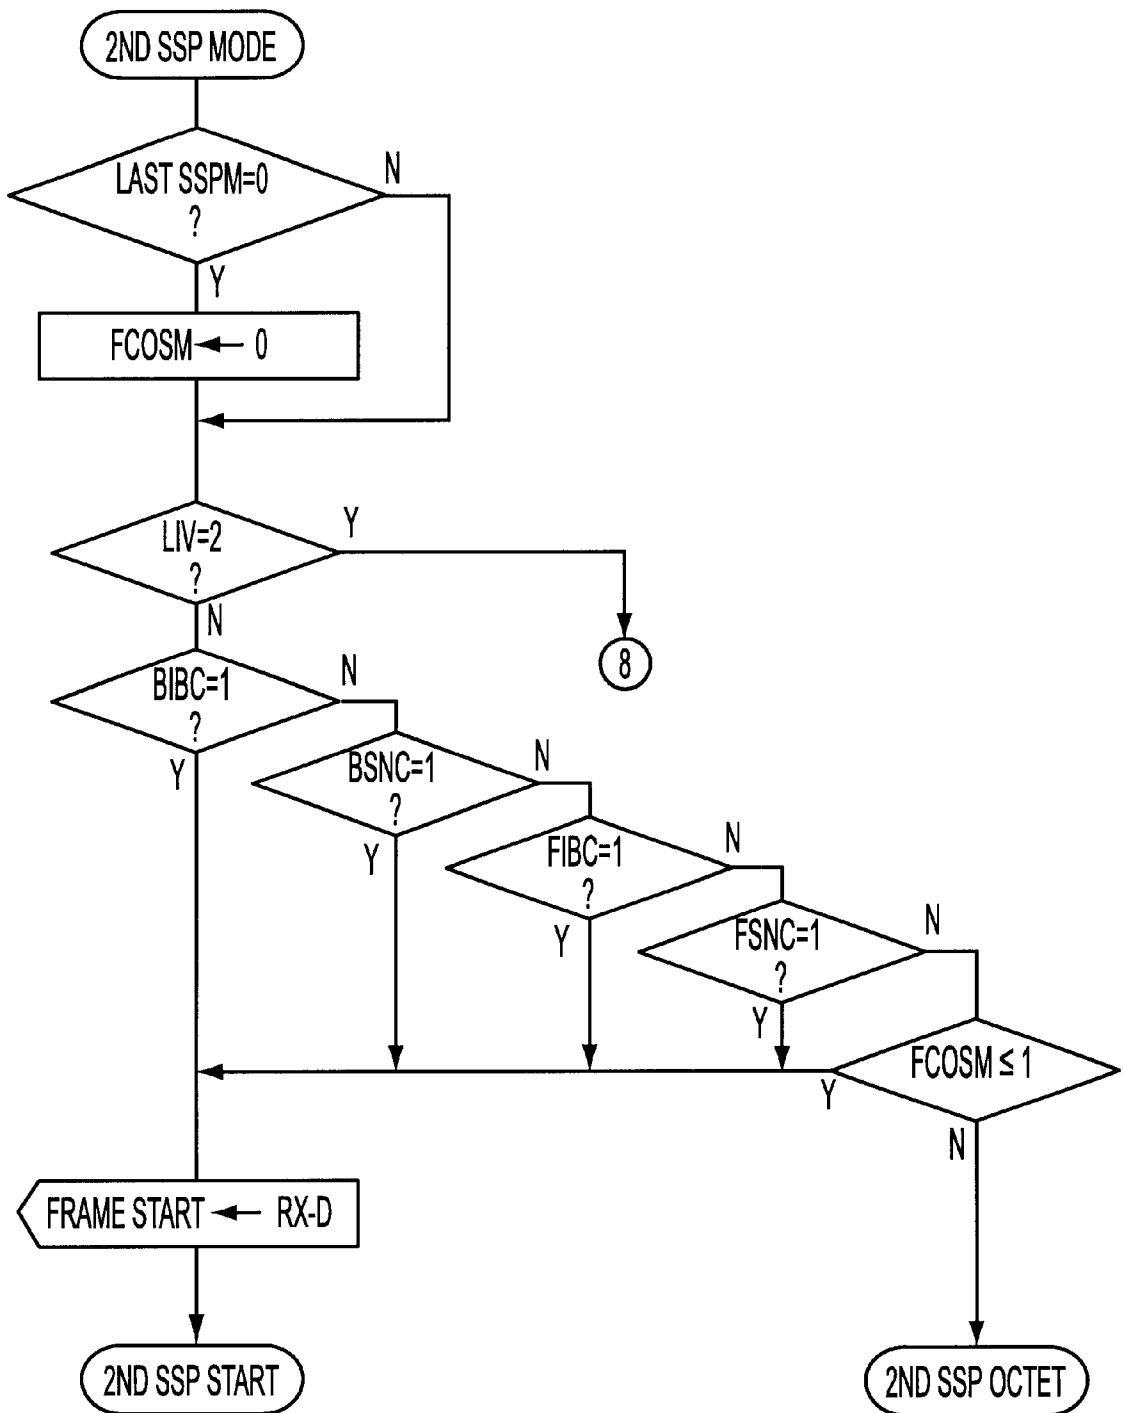 2ND SSP MODE
LAST SSPM=0
?
N
Y
FCOSM ← 0
LIV=2
?
Y
N
8
BIBC=1
?
N
Y
BSNC=1
?
N
Y
FIBC=1
?
N
Y
FSNC=1
?
N
Y
FCOSM ≤ 1
Y
N
FRAME START ← RX-D
2ND SSP START
2ND SSP OCTET